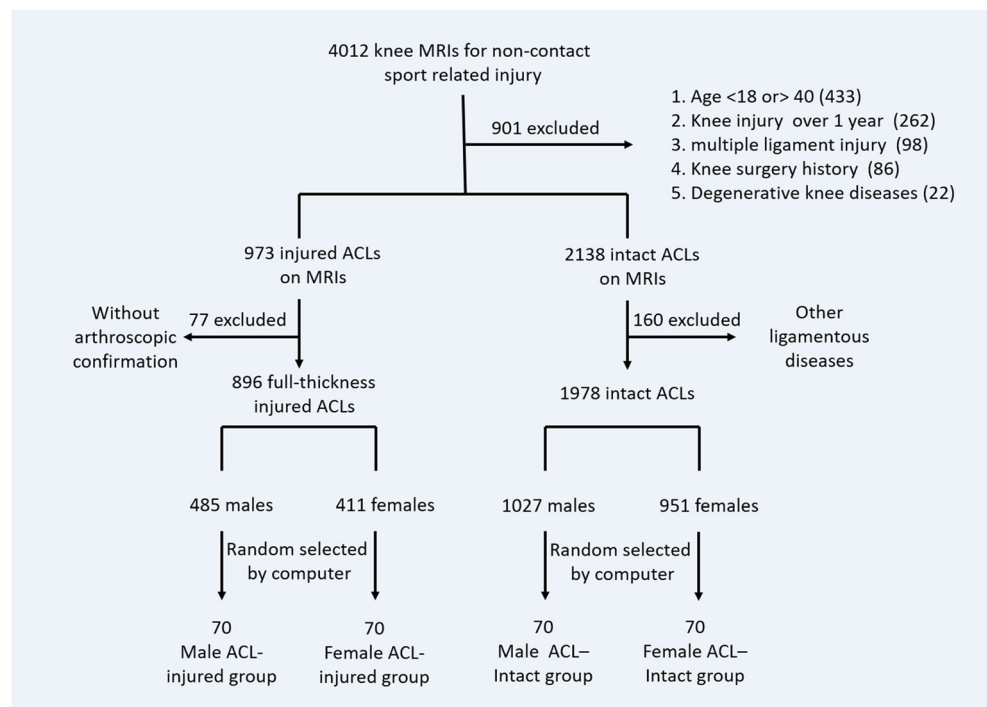 4012 knee MRIs for non-contact
sport related injury
901 excluded
1. Age <18 or> 40 (433)
2. Knee injury over 1 year (262)
3. multiple ligament injury (98)
4. Knee surgery history (86)
5. Degenerative knee diseases (22)
973 injured ACLs
on MRIs
2138 intact ACLs
on MRIs
Without
arthroscopic
confirmation
77 excluded
160 excluded
Other
ligamentous
diseases
896 full-thickness
injured ACLs
1978 intact ACLs
485 males
411 females
1027 males
951 females
Random selected
by computer
Random selected
by computer
70
Male ACL-
injured group
70
Female ACL-
injured group
70
Male ACL–
Intact group
70
Female ACL–
Intact group